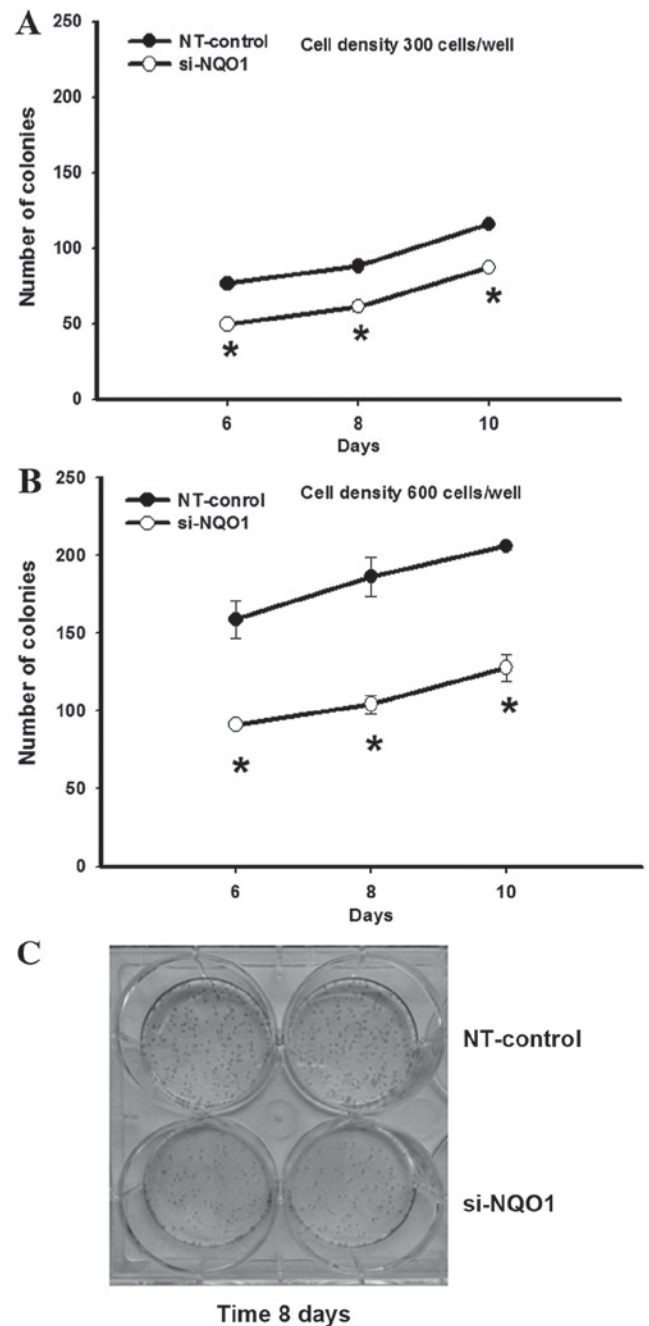 A
250
200
150
100
50
0
Number of colonies
NT-control
si-NQO1
Cell density 300 cells/well
*
*
*
6
8
10
Days
B
250
200
150
100
50
0
Number of colonies
NT-conrol
si-NQO1
Cell density 600 cells/well
*
*
*
6
8
10
Days
C
NT-control
si-NQO1
Time 8 days